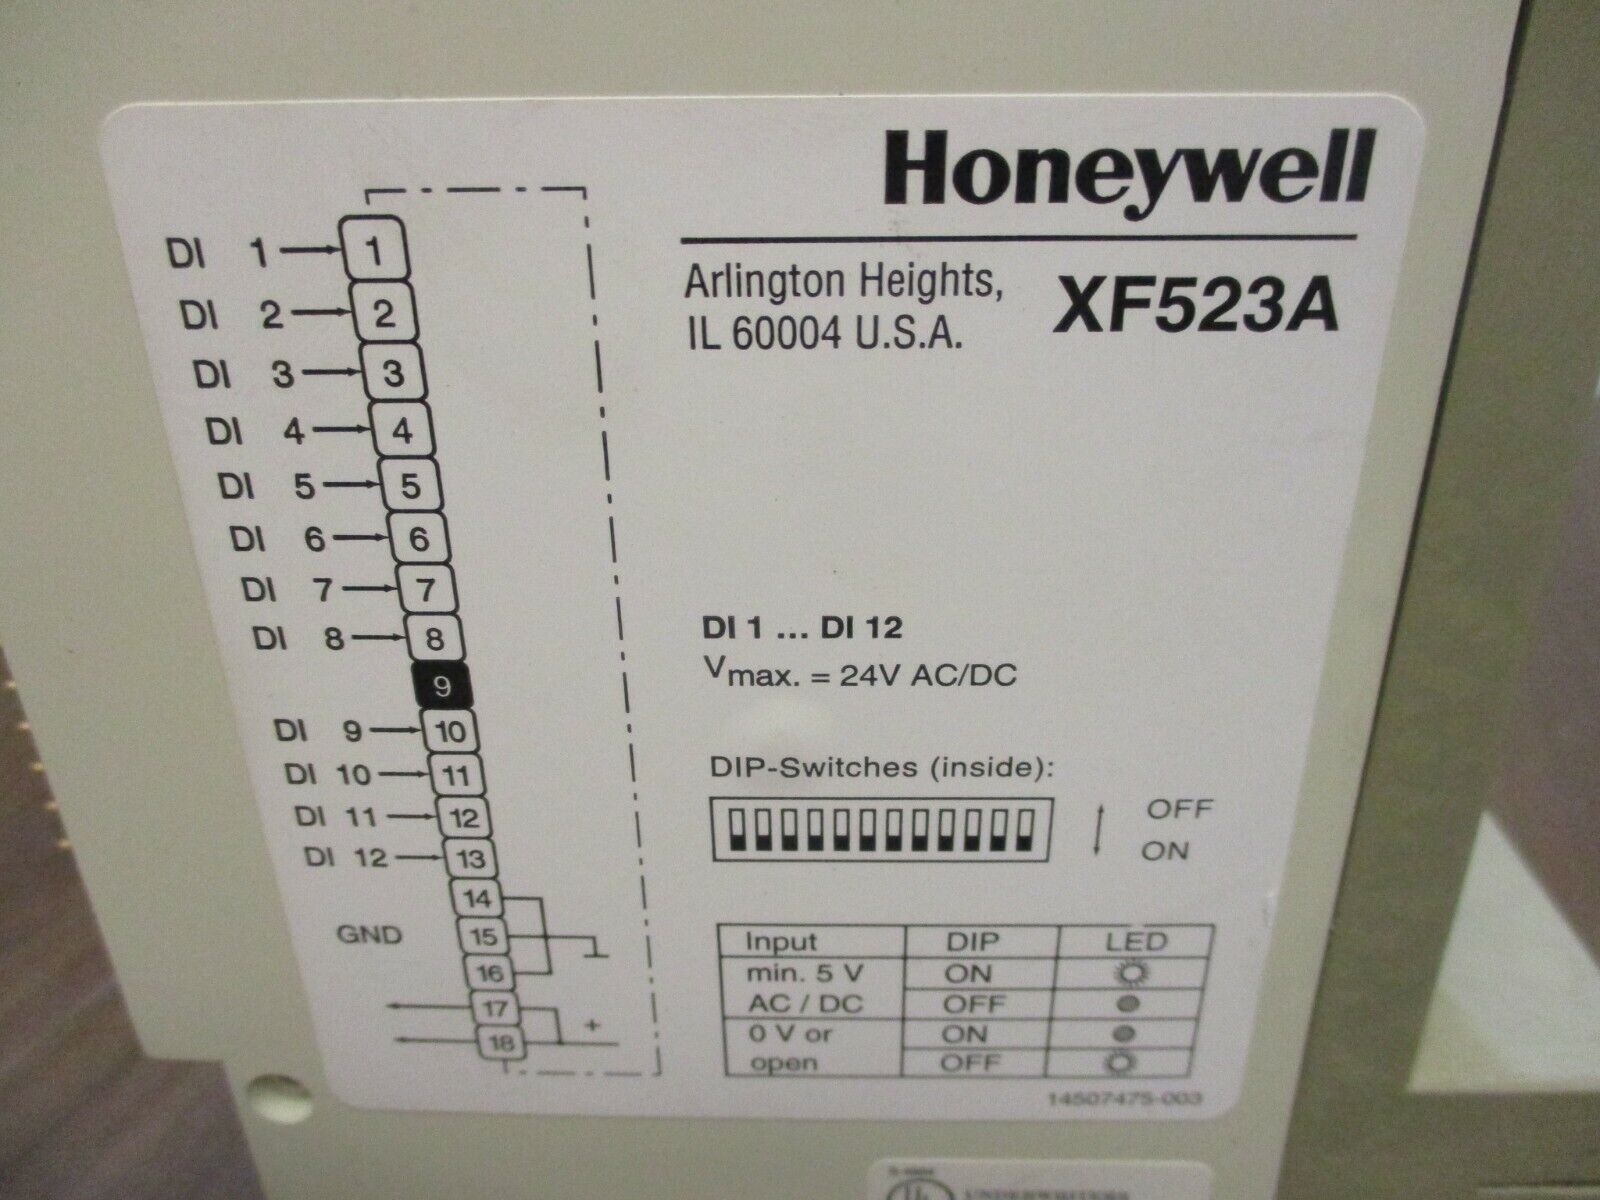 Honeywell
Arlington Heights,
IL 60004 U.S.A.
XF523A
DI 1 1
DI 2 2
DI 3 3
DI 4 4
DI 5 5
DI 6 6
DI 7 7
DI 8 8
9
DI 9 10
DI 10 11
DI 11 12
DI 12 13
14
GND 15
16
17
18 +
DI 1 ... DI 12
Vmax. = 24V AC/DC
DIP-Switches (inside):
OFF
ON
Input DIP LED
min. 5 V ON
AC / DC OFF
0 V or ON
open OFF
14507475-003
UNDERWRITERS